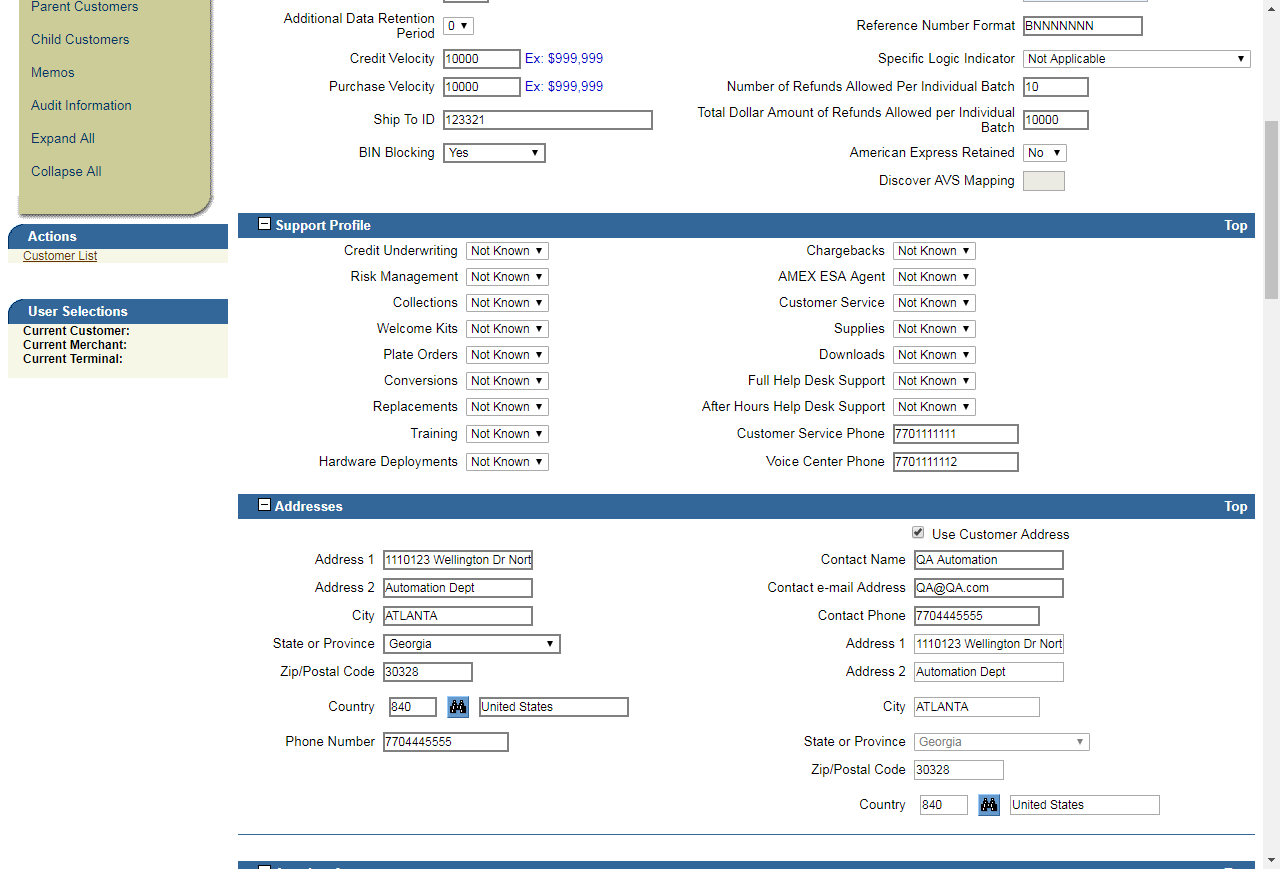 Parent Customers
Child Customers
Memos
Audit Information
Expand All
Collapse All
Actions
Customer List
User Selections
Current Customer:
Current Merchant:
Current Terminal:
Additional Data Retention
Period 0
Reference Number Format BNNNNNNN
Credit Velocity 10000 Ex: $999,999
Specific Logic Indicator Not Applicable
Purchase Velocity 10000 Ex: $999,999
Number of Refunds Allowed Per Individual Batch 10
Ship To ID 123321
Total Dollar Amount of Refunds Allowed per Individual
Batch 10000
BIN Blocking Yes
American Express Retained No
Discover AVS Mapping
Support Profile Top
Credit Underwriting Not Known Chargebacks Not Known
Risk Management Not Known AMEX ESA Agent Not Known
Collections Not Known Customer Service Not Known
Welcome Kits Not Known Supplies Not Known
Plate Orders Not Known Downloads Not Known
Conversions Not Known Full Help Desk Support Not Known
Replacements Not Known After Hours Help Desk Support Not Known
Training Not Known Customer Service Phone 7701111111
Hardware Deployments Not Known Voice Center Phone 7701111112
Addresses Top
Use Customer Address
Address 1 1110123 Wellington Dr Nort Contact Name QA Automation
Address 2 Automation Dept Contact e-mail Address QA@QA.com
City ATLANTA Contact Phone 7704445555
State or Province Georgia Address 1 1110123 Wellington Dr Nort
Zip/Postal Code 30328 Address 2 Automation Dept
Country 840 United States City ATLANTA
Phone Number 7704445555 State or Province Georgia
Zip/Postal Code 30328
Country 840 United States